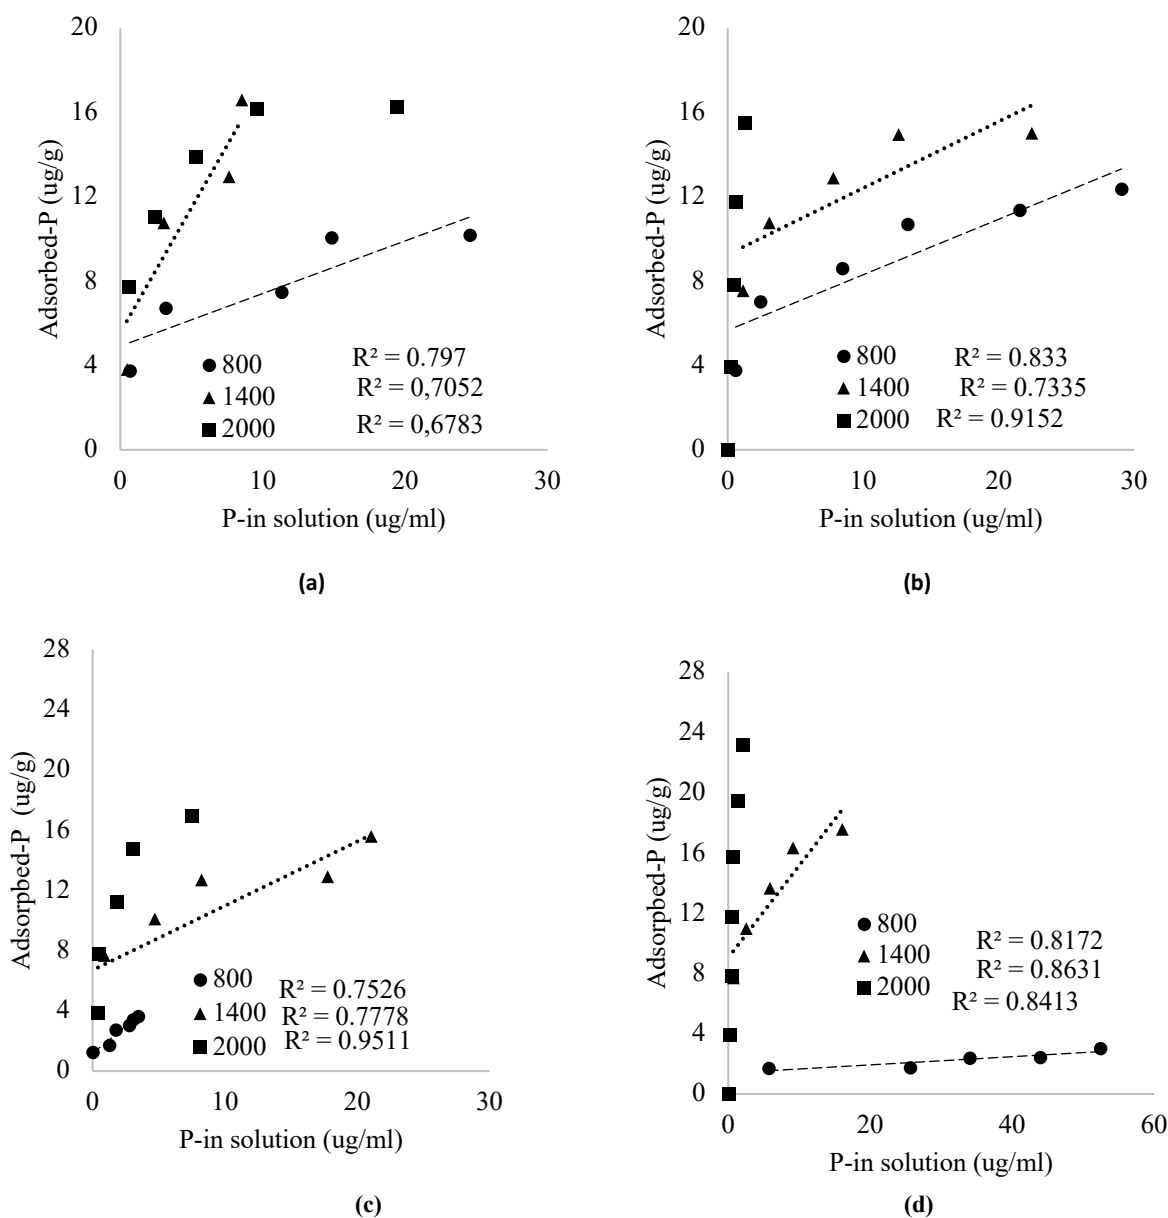 20
16
12
8
4
0
Adsorbed-P (ug/g)
800
1400
2000
R² = 0.797
R² = 0,7052
R² = 0,6783
0 10 20 30
P-in solution (ug/ml)
(a)
20
16
12
8
4
0
Adsorbed-P (ug/g)
800
1400
2000
R² = 0.833
R² = 0.7335
R² = 0.9152
0 10 20 30
P-in solution (ug/ml)
(b)
28
24
20
16
12
8
4
0
Adsorpbed-P (ug/g)
800
1400
2000
R² = 0.7526
R² = 0.7778
R² = 0.9511
0 10 20 30
P-in solution (ug/ml)
(c)
28
24
20
16
12
8
4
0
Adsorpbed-P (ug/g)
800
1400
2000
R² = 0.8172
R² = 0.8631
R² = 0.8413
0 20 40 60
P-in solution (ug/ml)
(d)